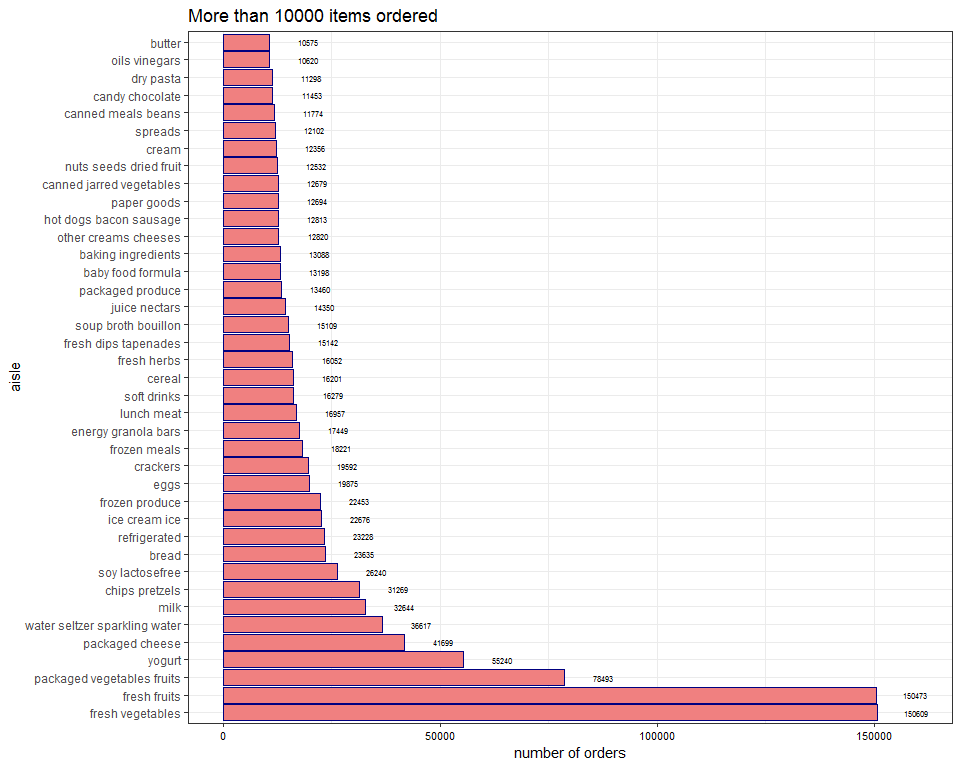 More than 10000 items ordered
butter 10575
oils vinegars 10620
dry pasta 11298
candy chocolate 11453
canned meals beans 11774
spreads 12102
cream 12356
nuts seeds dried fruit 12532
canned jarred vegetables 12679
paper goods 12694
hot dogs bacon sausage 12813
other creams cheeses 12820
baking ingredients 13088
baby food formula 13198
packaged produce 13460
juice nectars 14350
soup broth bouillon 15109
fresh dips tapenades 15142
fresh herbs 16052
cereal 16201
soft drinks 16279
lunch meat 16957
energy granola bars 17449
frozen meals 18221
crackers 19592
eggs 19875
frozen produce 22453
ice cream ice 22676
refrigerated 23228
bread 23635
soy lactosefree 26240
chips pretzels 31269
milk 32644
water seltzer sparkling water 36617
packaged cheese 41699
yogurt 55240
packaged vegetables fruits 78493
fresh fruits 150473
fresh vegetables 150609
aisle
0 50000 100000 150000
number of orders